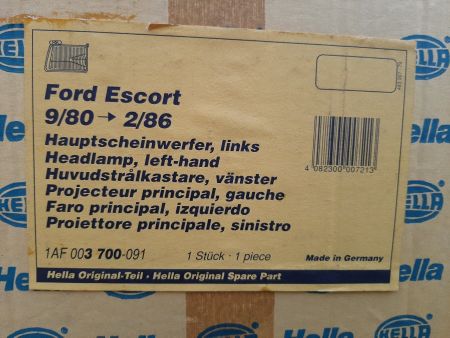 HELLA
HELLA
Ford Escort
9/80 → 2/86
Hauptscheinwerfer, links
Headlamp, left-hand
Huvudstrålkastare, vänster
Projecteur principal, gauche
Faro principal, izquierdo
Proiettore principale, sinistro
4 082300 007213
1AF 003 700-091
1 Stück · 1 piece
Made in Germany
Hella Original-Teil · Hella Original Spare Part
Hella
HELLA
Hella
HELLA
HELLA